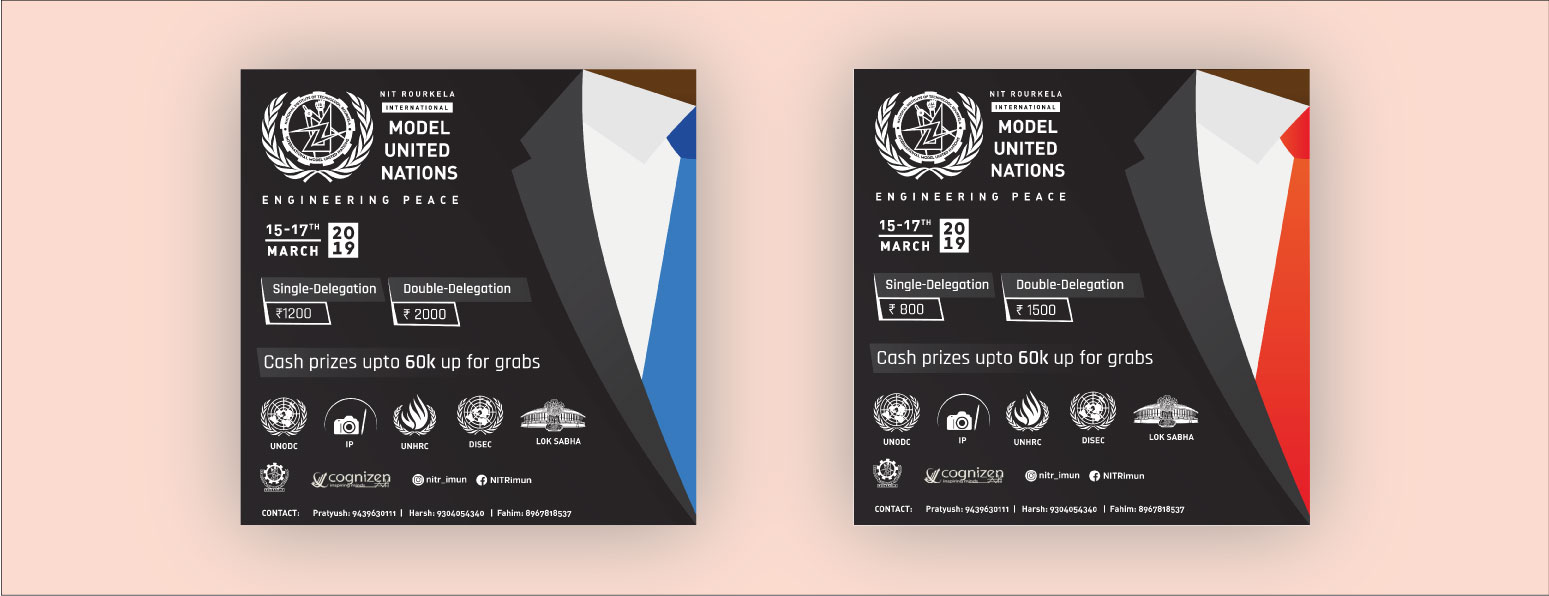 NIT ROURKELA
INTERNATIONAL
MODEL
UNITED
NATIONS
ENGINEERING PEACE
15-17TH
MARCH
20
19
Single-Delegation
₹1200
Double-Delegation
₹ 2000
Cash prizes upto 60k up for grabs
UNODC
IP
UNHRC
DISEC
LOK SABHA
cognizen
inspiring minds
nitr_imun
NITRimun
CONTACT: Pratyush: 9439630111 | Harsh: 9304054340 | Fahim: 8967818537
NIT ROURKELA
INTERNATIONAL
MODEL
UNITED
NATIONS
ENGINEERING PEACE
15-17TH
MARCH
20
19
Single-Delegation
₹ 800
Double-Delegation
₹ 1500
Cash prizes upto 60k up for grabs
UNODC
IP
UNHRC
DISEC
LOK SABHA
cognizen
inspiring minds
nitr_imun
NITRimun
CONTACT: Pratyush: 9439630111 | Harsh: 9304054340 | Fahim: 8967818537